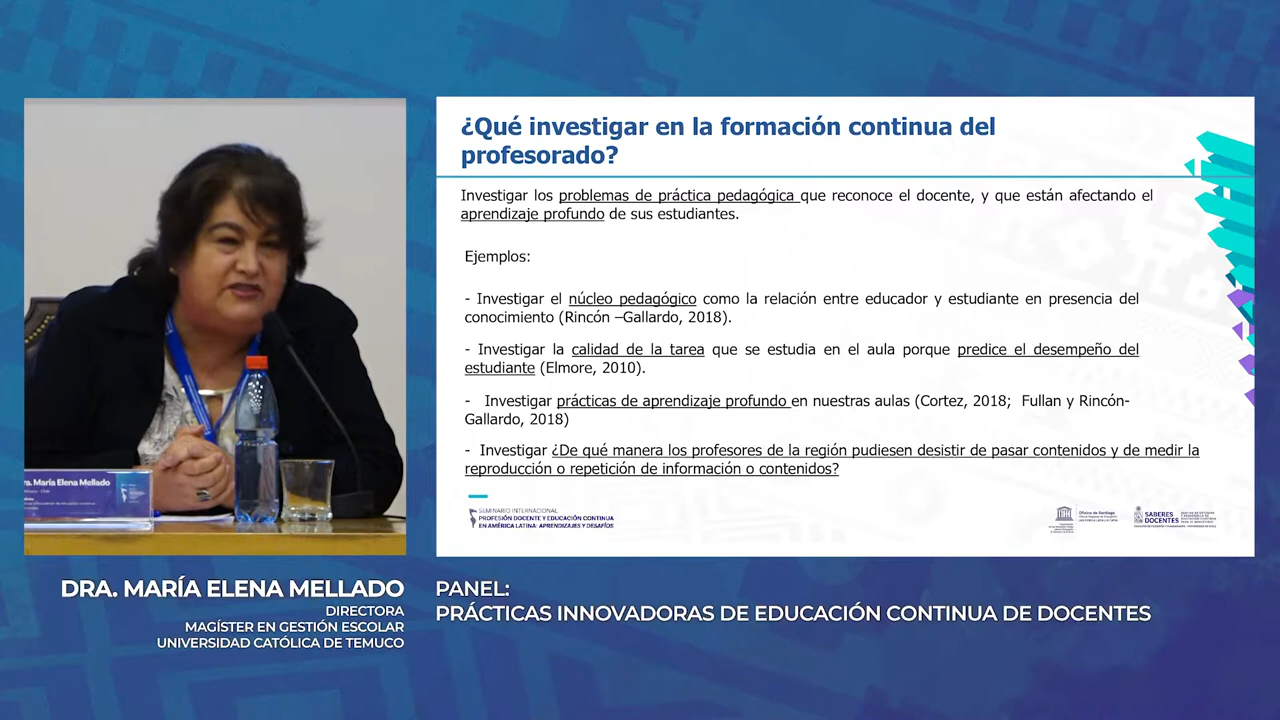 ¿Qué investigar en la formación continua del
profesorado?
Investigar los problemas de práctica pedagógica que reconoce el docente, y que están afectando el
aprendizaje profundo de sus estudiantes.
Ejemplos:
- Investigar el núcleo pedagógico como la relación entre educador y estudiante en presencia del
conocimiento (Rincón –Gallardo, 2018).
- Investigar la calidad de la tarea que se estudia en el aula porque predice el desempeño del
estudiante (Elmore, 2010).
- Investigar prácticas de aprendizaje profundo en nuestras aulas (Cortez, 2018; Fullan y Rincón-
Gallardo, 2018)
- Investigar ¿De qué manera los profesores de la región pudiesen desistir de pasar contenidos y de medir la
reproducción o repetición de información o contenidos?
SEMINARIO INTERNACIONAL
PROFESIÓN DOCENTE Y EDUCACIÓN CONTINUA
EN AMÉRICA LATINA: APRENDIZAJES Y DESAFÍOS
Oficina de Santiago
SABERES
DOCENTES
ra. María Elena Mellado
DRA. MARÍA ELENA MELLADO
DIRECTORA
MAGÍSTER EN GESTIÓN ESCOLAR
UNIVERSIDAD CATÓLICA DE TEMUCO
PANEL:
PRÁCTICAS INNOVADORAS DE EDUCACIÓN CONTINUA DE DOCENTES